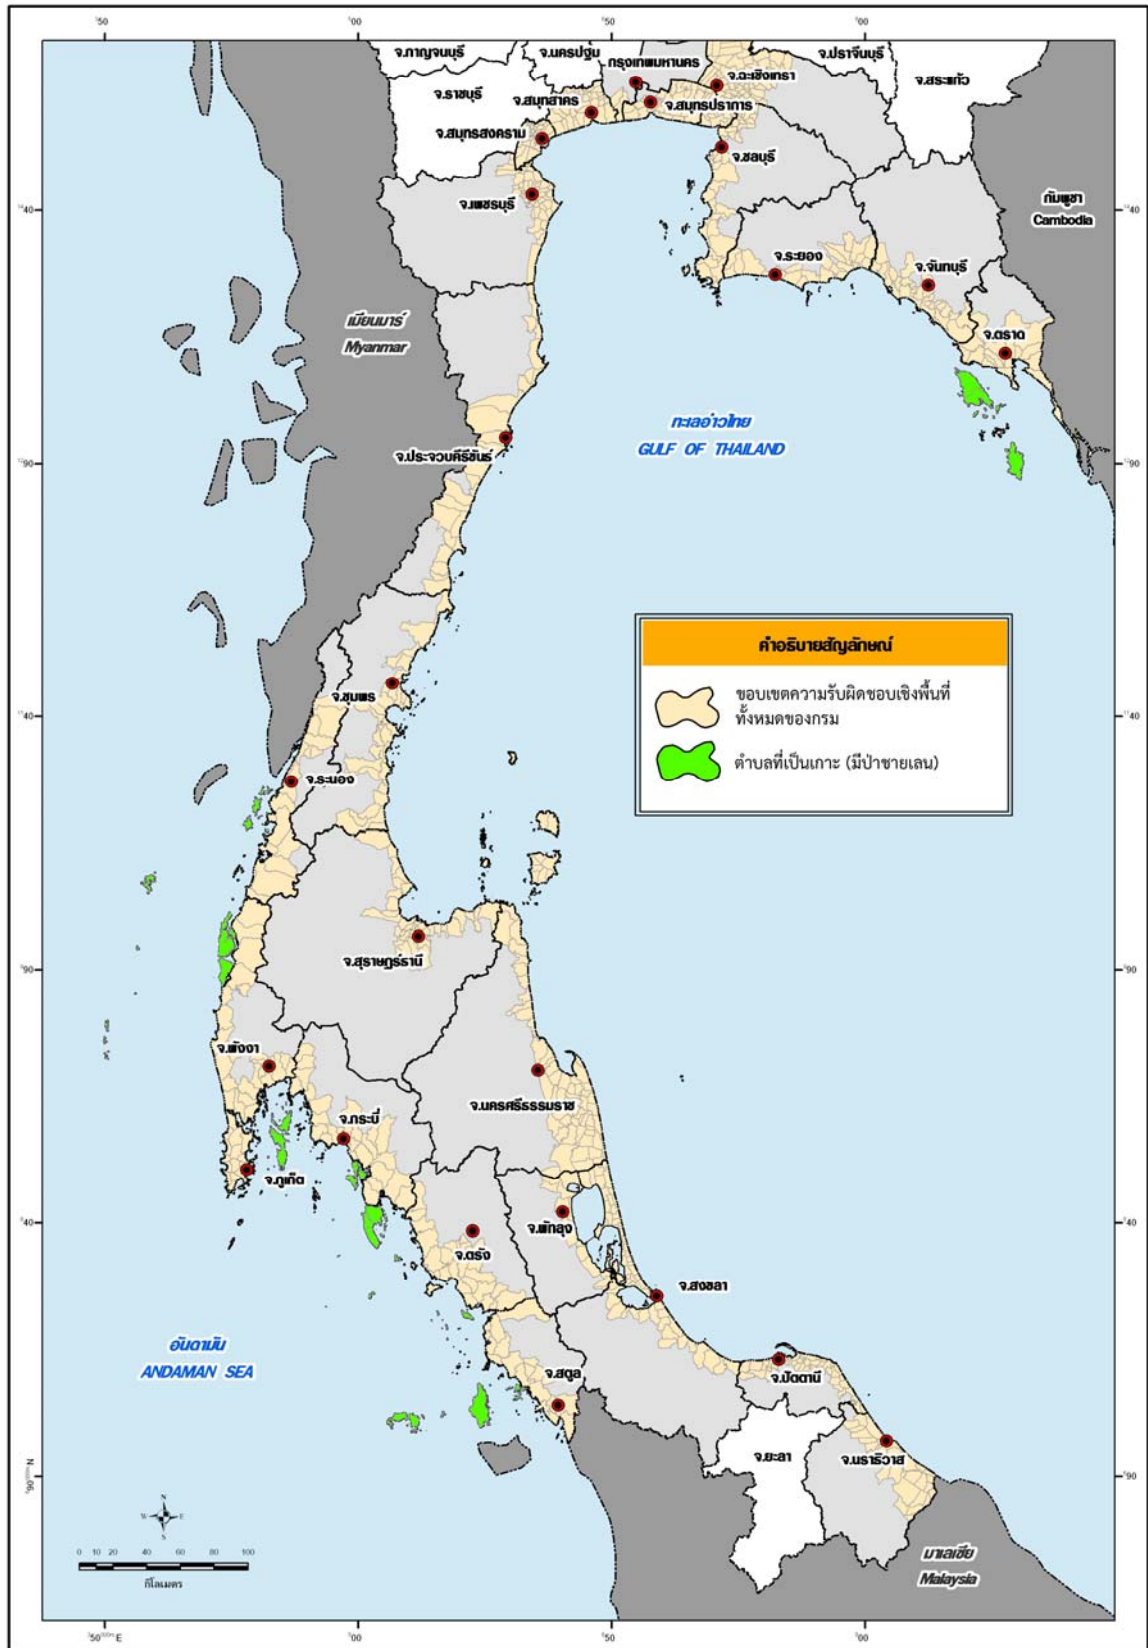 จ.กาญจนบุรี
จ.นครปฐม
กรุงเทพมหานคร
จ.ปราจีนบุรี
จ.ฉะเชิงเทรา
จ.สระแก้ว
จ.ราชบุรี
จ.สมุทสาคร
จ.สมุทรปราการ
จ.สมุทรสงคราม
จ.ชลบุรี
จ.เพชรบุรี
กัมพูชา
Cambodia
จ.ระยอง
จ.จันทบุรี
เมียนมาร์
Myanmar
จ.ตราด
ทะเลอ่าวไทย
GULF OF THAILAND
จ.ประจวบคีรีขันธ์
คำอธิบายสัญลักษณ์
ขอบเขตความรับผิดชอบเชิงพื้นที่
ทั้งหมดของกรม
ตำบลที่เป็นเกาะ (มีป่าชายเลน)
จ.ชุมพร
จ.ระนอง
จ.สุราษฎร์ธานี
จ.พังงา
จ.นครศรีธรรมราช
จ.กระบี่
จ.ภูเก็ต
จ.พัทลุง
จ.ตรัง
จ.สงขลา
อันดามัน
ANDAMAN SEA
จ.สตูล
จ.ปัตตานี
จ.ยะลา
จ.นราธิวาส
มาเลเซีย
Malaysia
N
W E
S
0 10 20 40 60 80 100
กิโลเมตร